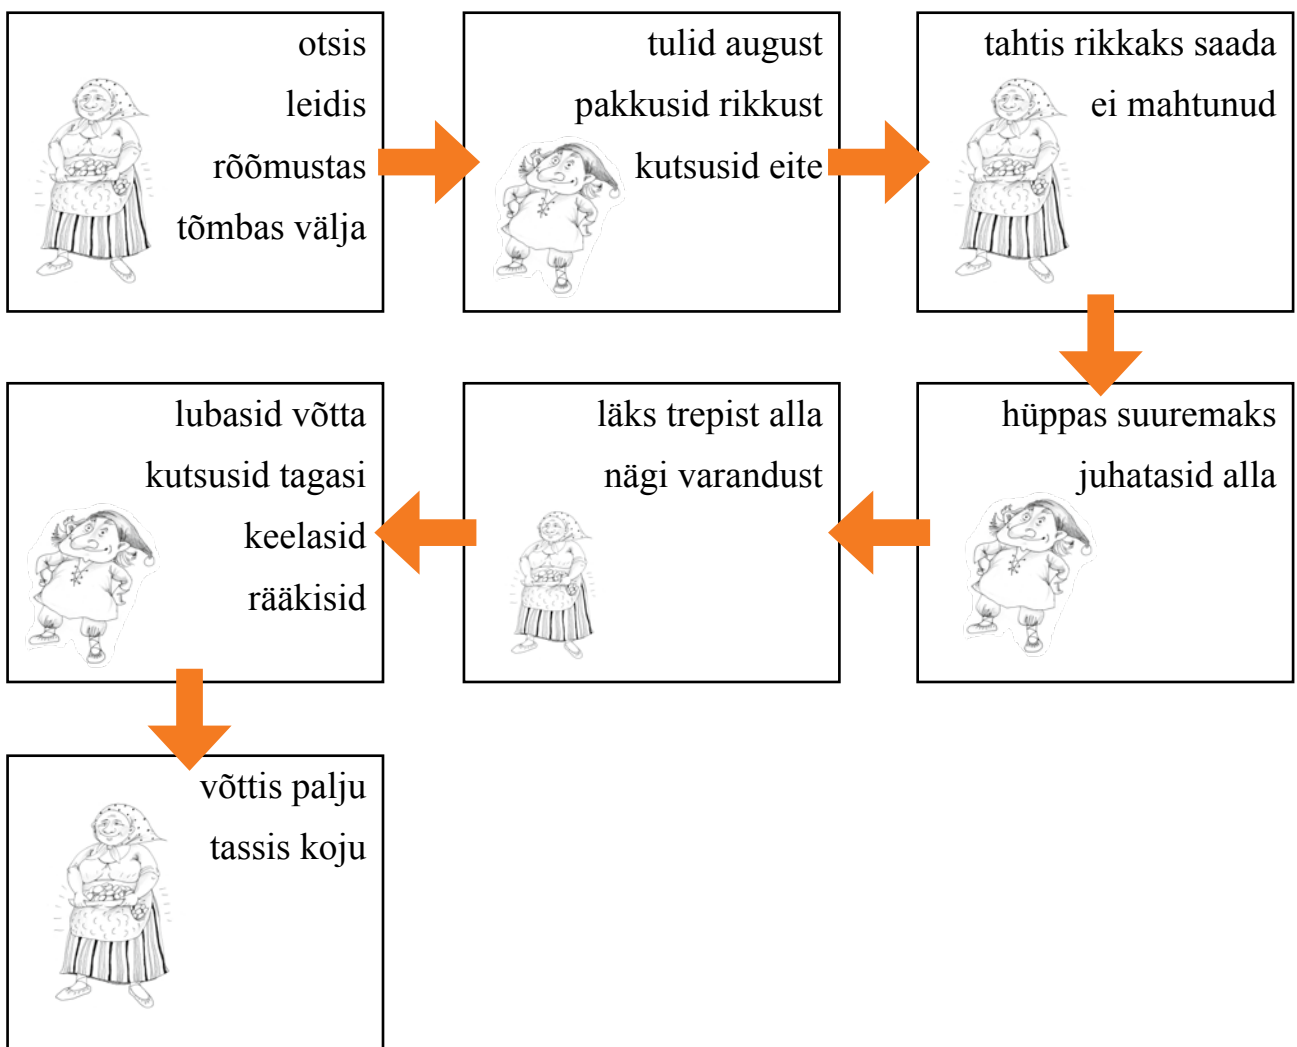 otsis
leidis
rõõmustas
tõmbas välja
tulid august
pakkusid rikkust
kutsusid eite
tahtis rikkaks saada
ei mahtunud
hüppas suuremaks
juhatasid alla
läks trepist alla
nägi varandust
lubasid võtta
kutsusid tagasi
keelasid
rääkisid
võttis palju
tassis koju